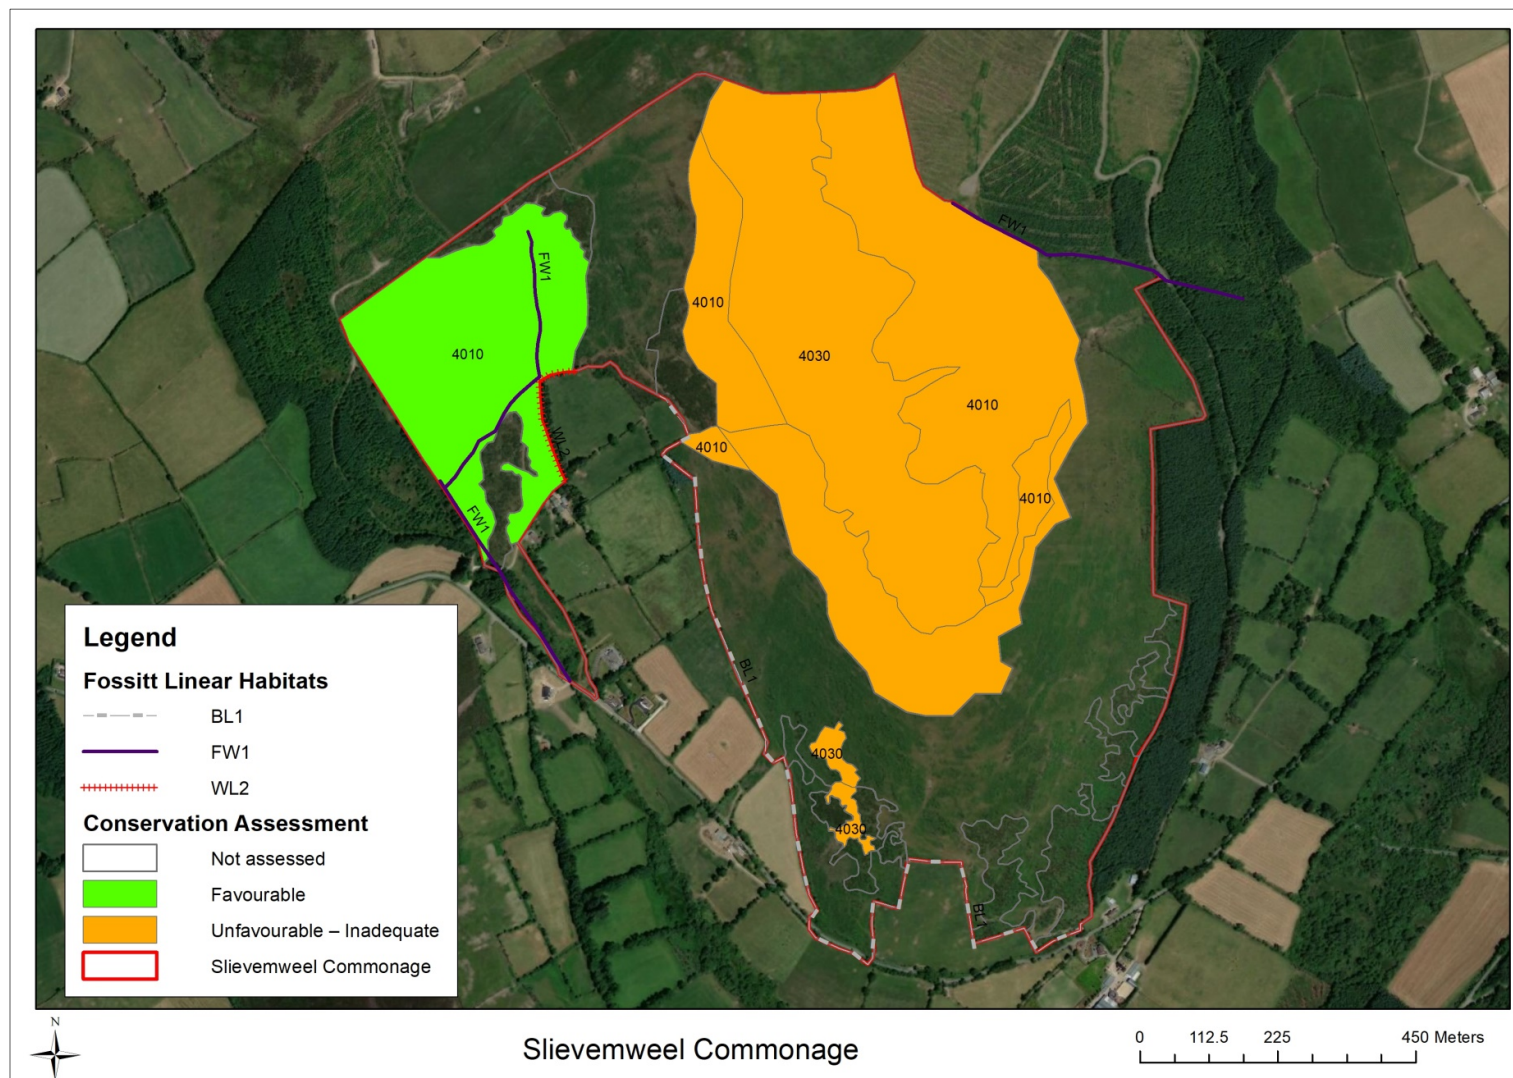 FW1
FW1
4010
4010
4030
4010
WL2
4010
4010
FW1
BL1
4030
4030
BL1
Legend
Fossitt Linear Habitats
BL1
FW1
WL2
Conservation Assessment
Not assessed
Favourable
Unfavourable – Inadequate
Slievemweel Commonage
N
Slievemweel Commonage
0 112.5 225 450 Meters